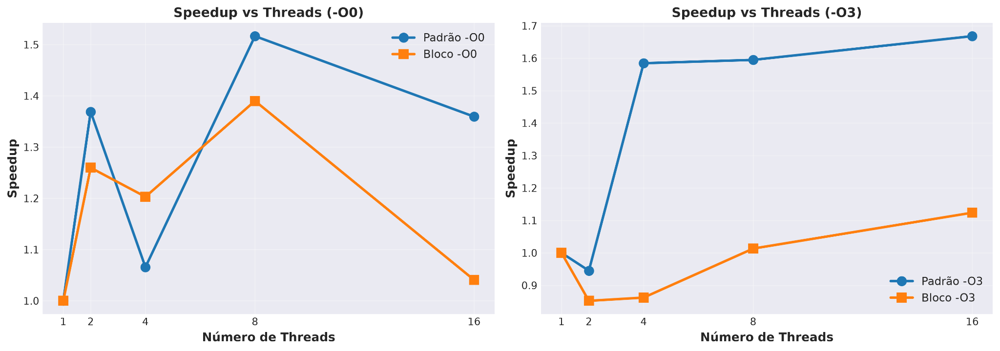 Speedup vs Threads (-O0)
Speedup
1.5
1.4
1.3
1.2
1.1
1.0
Padrão -O0
Bloco -O0
1 2 4 8 16
Número de Threads
Speedup vs Threads (-O3)
Speedup
1.7
1.6
1.5
1.4
1.3
1.2
1.1
1.0
0.9
Padrão -O3
Bloco -O3
1 2 4 8 16
Número de Threads